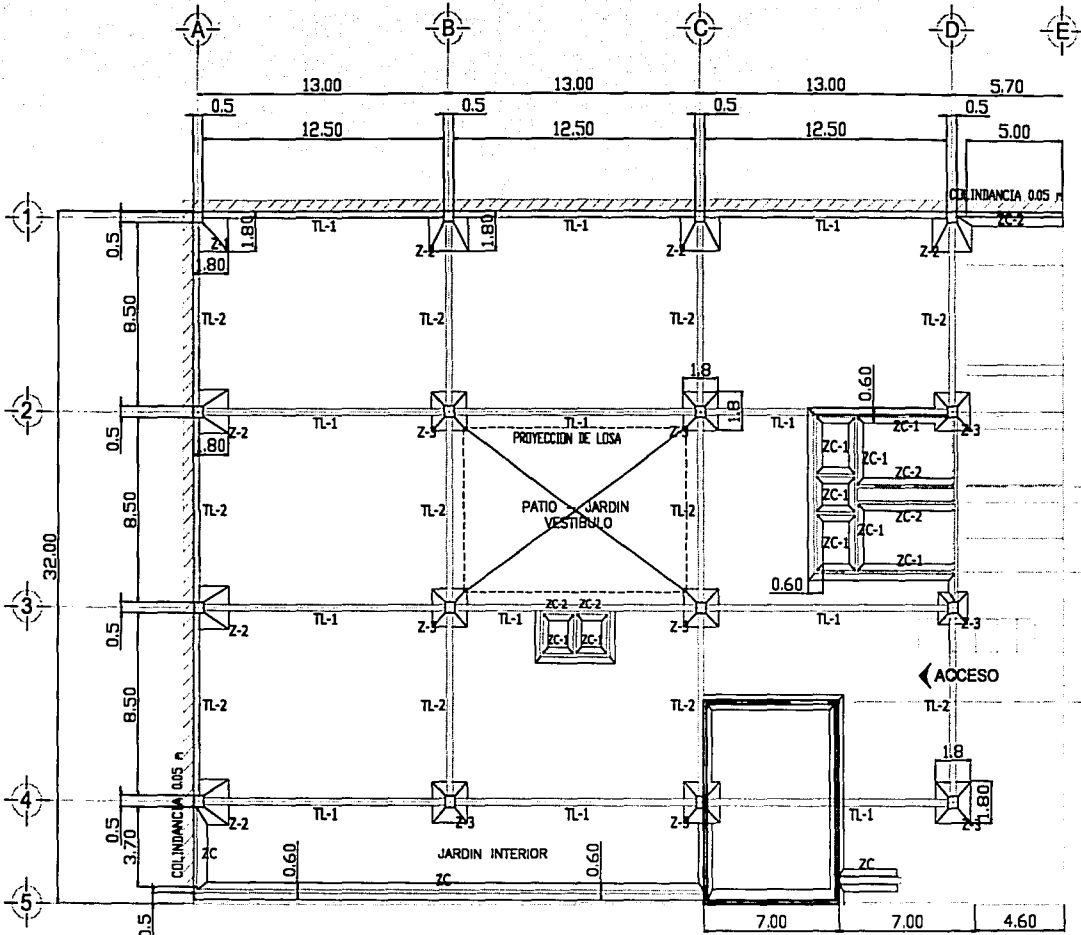 A B C D E
13.00 13.00 13.00 5.70
0.5 0.5 0.5 0.5
12.50 12.50 12.50 5.00
COLINDANCIA 0.05 m
1
ZC-2
TL-1 TL-1 TL-1
0.5 Z-1 1.80 Z-2 1.80 Z-2 Z-2
1.80
8.50 TL-2 TL-2 TL-2 TL-2
1.8 0.60
2
1.8
TL-1 TL-1 TL-1 ZC-1
0.5 Z-2 Z-3 Z-3 Z-3
1.80
PROYECCION DE LOSA
ZC-1 ZC-1
ZC-2
ZC-1
8.50 TL-2 TL-2 TL-2
PATIO - JARDIN
VESTIBULO
ZC-2
ZC-1 ZC-1
ZC-1
32.00
0.60
3
ZC-2 ZC-2
0.5 TL-1 TL-1 TL-1
Z-2 Z-3 Z-3 Z-3
ZC-1 ZC-1
ACCESO
8.50 TL-2 TL-2 TL-2 TL-2
1.8
COLINDANCIA 0.05 m
4
1.80
0.5 TL-1 TL-1 TL-1
Z-2 Z-3 Z-3 Z-3
3.70
ZC JARDIN INTERIOR
0.60 0.60
ZC ZC
5
0.5
7.00 7.00 4.60